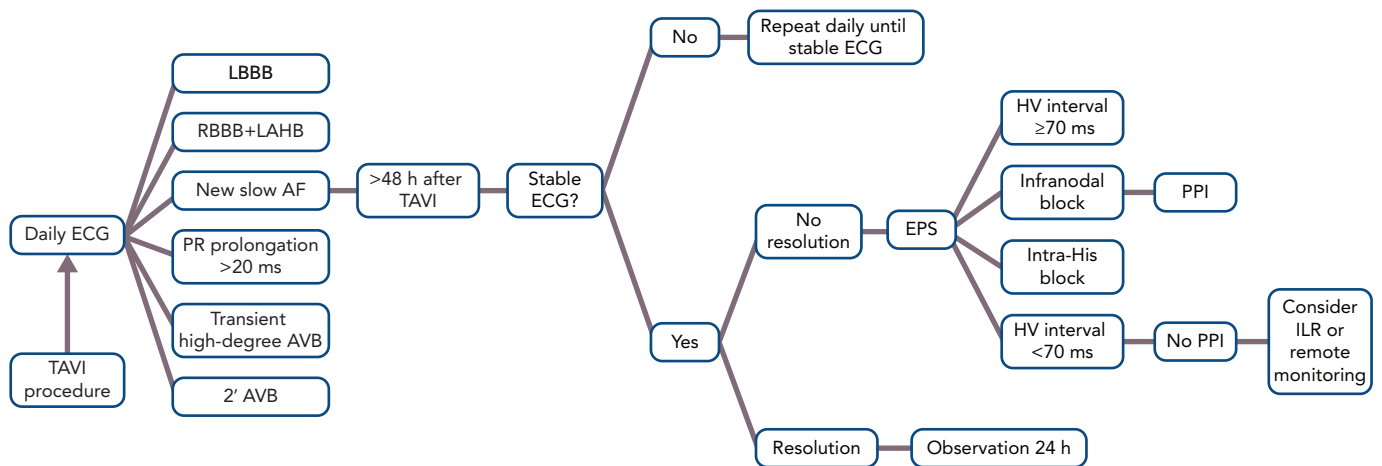 TAVI
procedure
Daily ECG
LBBB
RBBB+LAHB
New slow AF
PR prolongation
>20 ms
Transient
high-degree AVB
2′ AVB
>48 h after
TAVI
Stable
ECG?
No
Repeat daily until
stable ECG
Yes
No
resolution
EPS
HV interval
≥70 ms
Infranodal
block
PPI
Intra-His
block
HV interval
<70 ms
No PPI
Consider
ILR or
remote
monitoring
Resolution
Observation 24 h